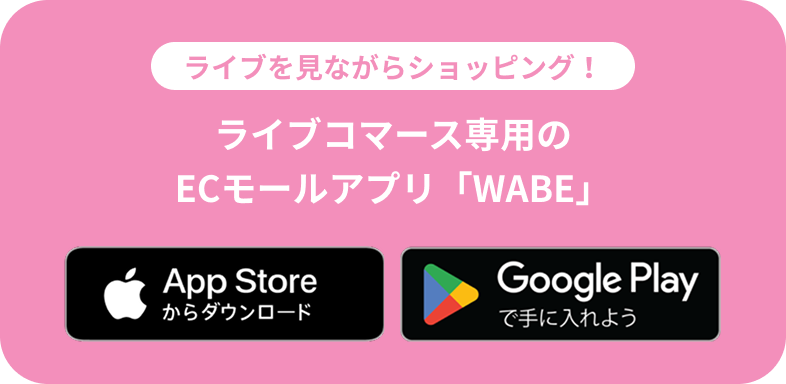 ライブを見ながらショッピング！
ライブコマース専用の
ECモールアプリ「WABE」
App Store
からダウンロード
Google Play
で手に入れよう